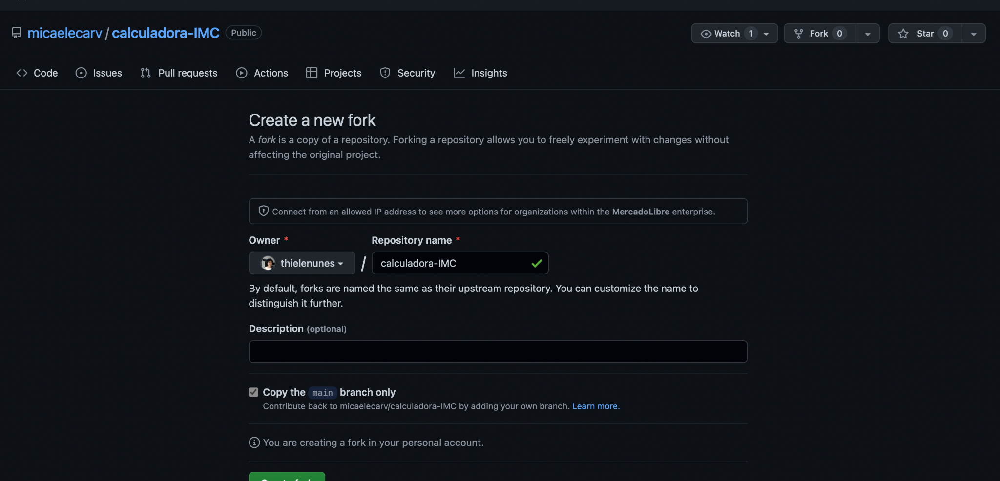 micaelecarv / calculadora-IMC Public
Watch 1 Fork 0 Star 0
Code Issues Pull requests Actions Projects Security Insights
Create a new fork
A fork is a copy of a repository. Forking a repository allows you to freely experiment with changes without
affecting the original project.
Connect from an allowed IP address to see more options for organizations within the MercadoLibre enterprise.
Owner * Repository name *
thielenunes / calculadora-IMC
By default, forks are named the same as their upstream repository. You can customize the name to
distinguish it further.
Description (optional)
Copy the main branch only
Contribute back to micaelecarv/calculadora-IMC by adding your own branch. Learn more.
You are creating a fork in your personal account.
Create fork